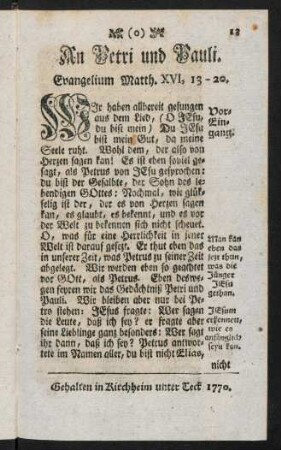 (o)
13
An Petri und Pauli.
Evangelium Matth. XVI, 13-20.
WIr haben allbereit gesungen
aus dem Lied, (O JEsu,
du bist mein) Du JEsu
bist mein Gut, da meine
Seele ruht. Wohl dem, der also von
Herzen sagen kan! Es ist eben soviel ge-
sagt, als Petrus von JEsu gesprochen:
du bist der Gesalbte, der Sohn des le-
bendigen GOttes: Nochmal, wie glük-
selig ist der, der es von Herzen sagen
kan, es glaubt, es bekennt, und es vor
der Welt zu bekennen sich nicht scheuet.
O, was für eine Herrlichkeit in jener
Welt ist darauf gesezt. Er thut eben das
in unserer Zeit, was Petrus zu seiner Zeit
abgelegt. Wir werden eben so geachtet
vor GOtt, als Petrus. Eben deswe-
gen feyren wir das Gedächtniß Petri und
Pauli. Wir bleiben aber nur bei Pe-
tro stehen: JEsus fragte: Wer sagen
die Leute, daß ich sey? er fragte aber
seine Lieblinge ganz besonders: Wer sagt
ihr dann, daß ich sey? Petrus antwor-
tete im Namen aller, du bist nicht Elias,
nicht
Vor-
Ein-
gang:
Man kan
eben das
jezt thun,
was die
Jünger
JEsu
gethan.
JEsum
erkennen,
wie es
anfänglich
seyn kan.
Gehalten in Kirchheim unter Teck 1770.